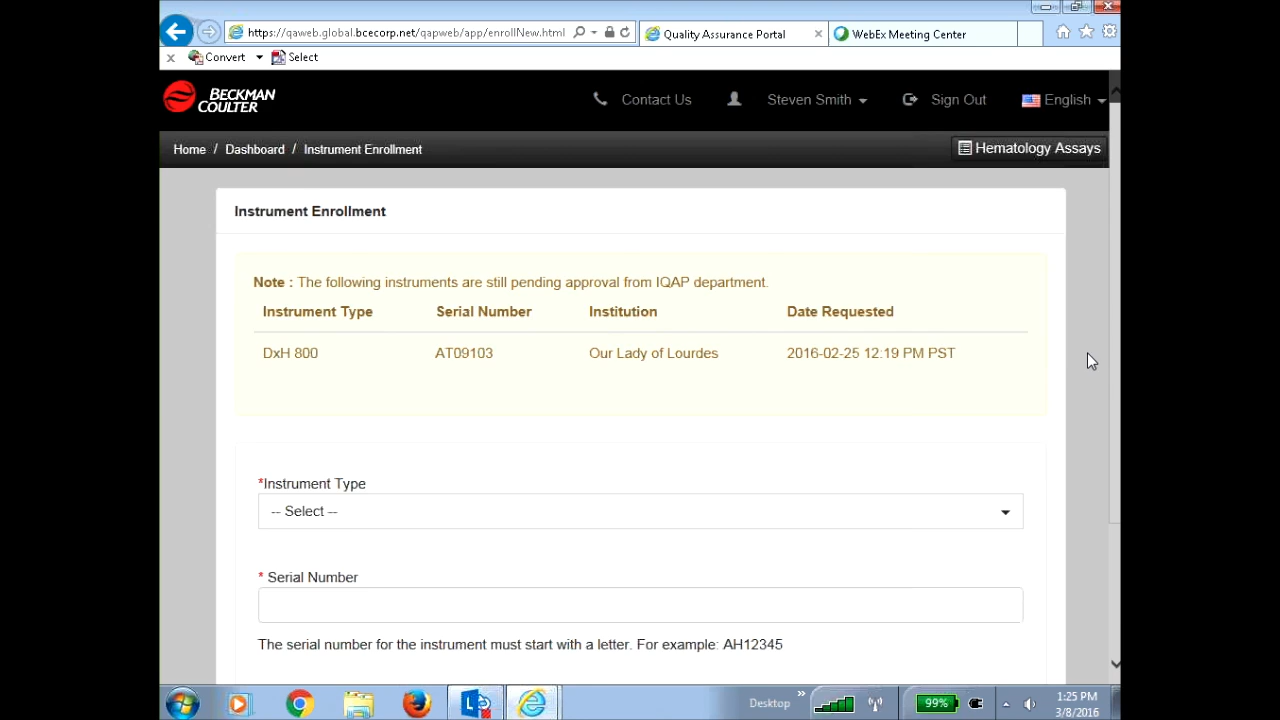 https://qaweb.global.bcecorp.net/qapweb/app/enrollNew.html
Quality Assurance Portal
WebEx Meeting Center
x Convert Select
BECKMAN
COULTER
Contact Us Steven Smith Sign Out English
Home / Dashboard / Instrument Enrollment
Hematology Assays
Instrument Enrollment
Note : The following instruments are still pending approval from IQAP department.
Instrument Type Serial Number Institution Date Requested
DxH 800 AT09103 Our Lady of Lourdes 2016-02-25 12:19 PM PST
*Instrument Type
-- Select --
* Serial Number
The serial number for the instrument must start with a letter. For example: AH12345
Desktop
99%
1:25 PM
3/8/2016